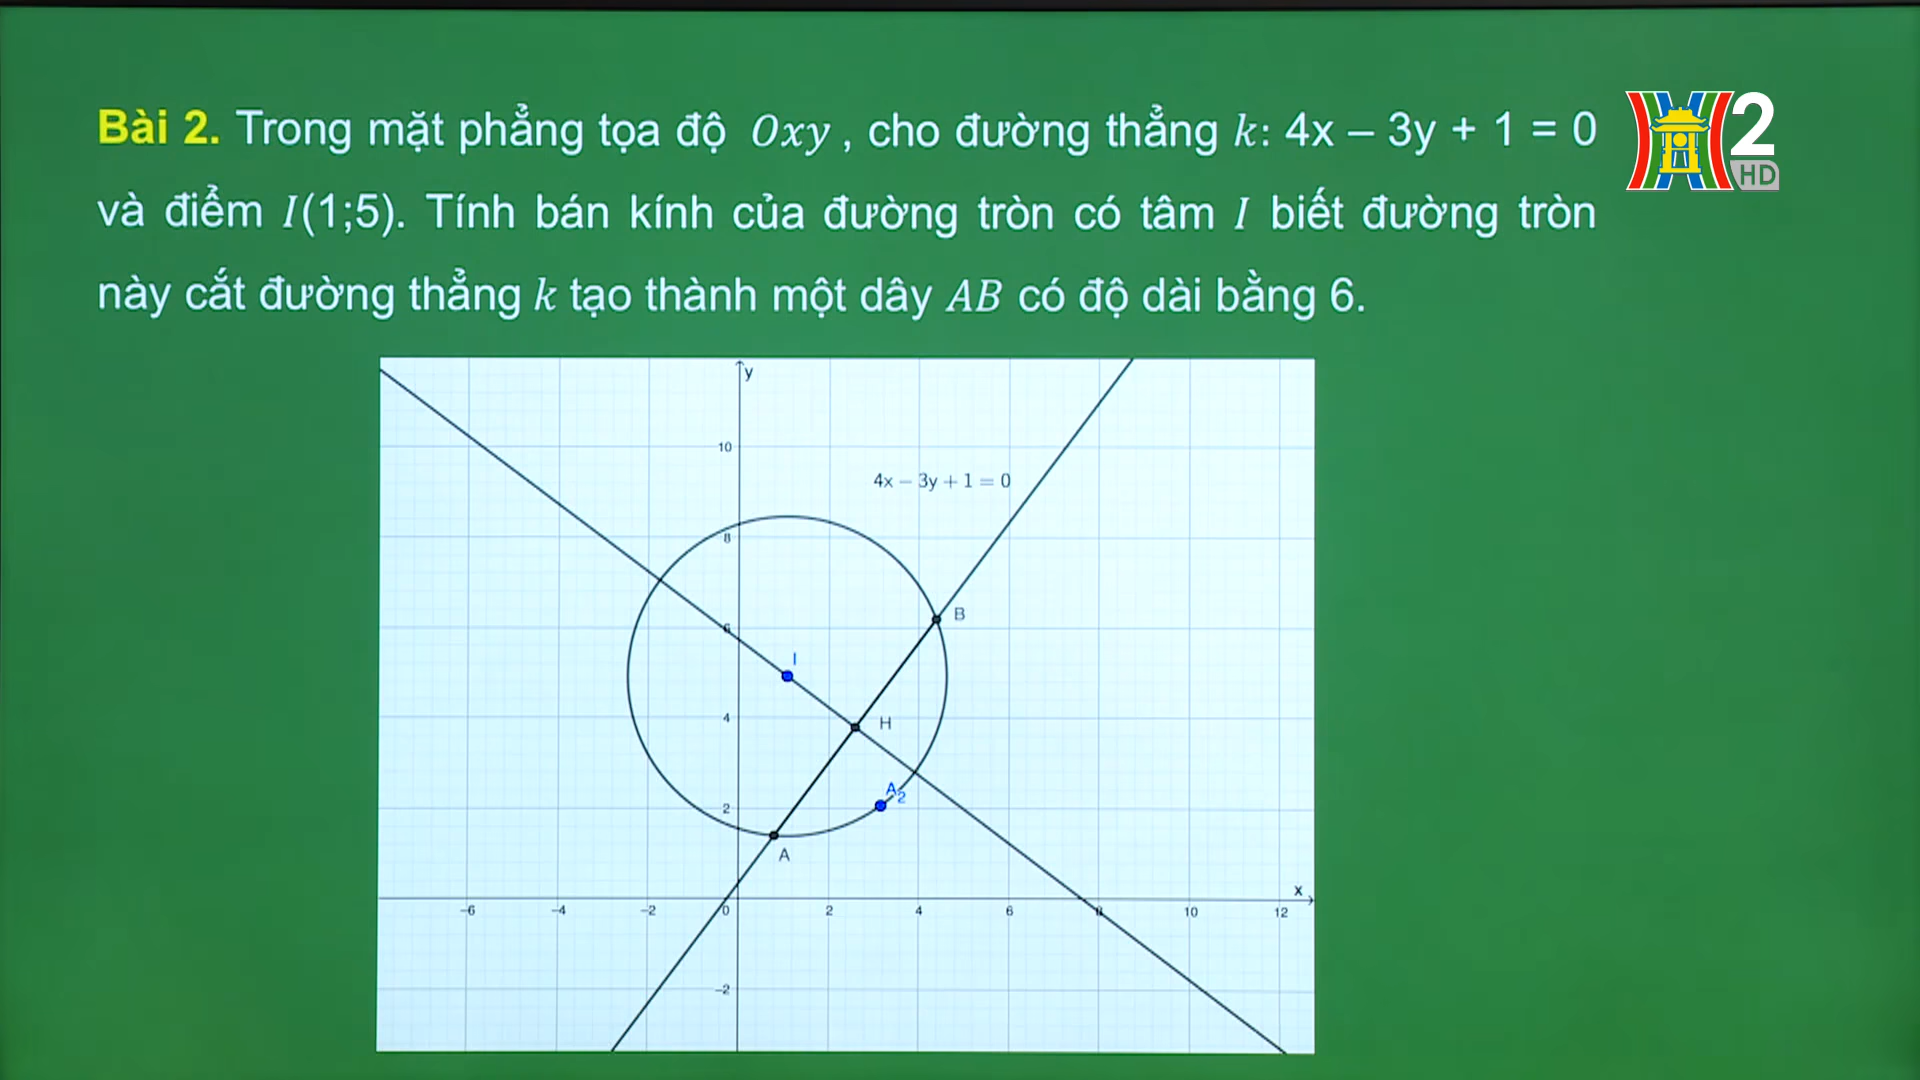 Bài 2. Trong mặt phẳng tọa độ Oxy, cho đường thẳng k: 4x – 3y + 1 = 0
và điểm I(1;5). Tính bán kính của đường tròn có tâm I biết đường tròn
này cắt đường thẳng k tạo thành một dây AB có độ dài bằng 6.
H2
HD
y
10
4x – 3y + 1 = 0
8
B
6
I
4
H
A₂
2
A
x
–6 –4 –2 0 2 4 6 8 10 12
–2